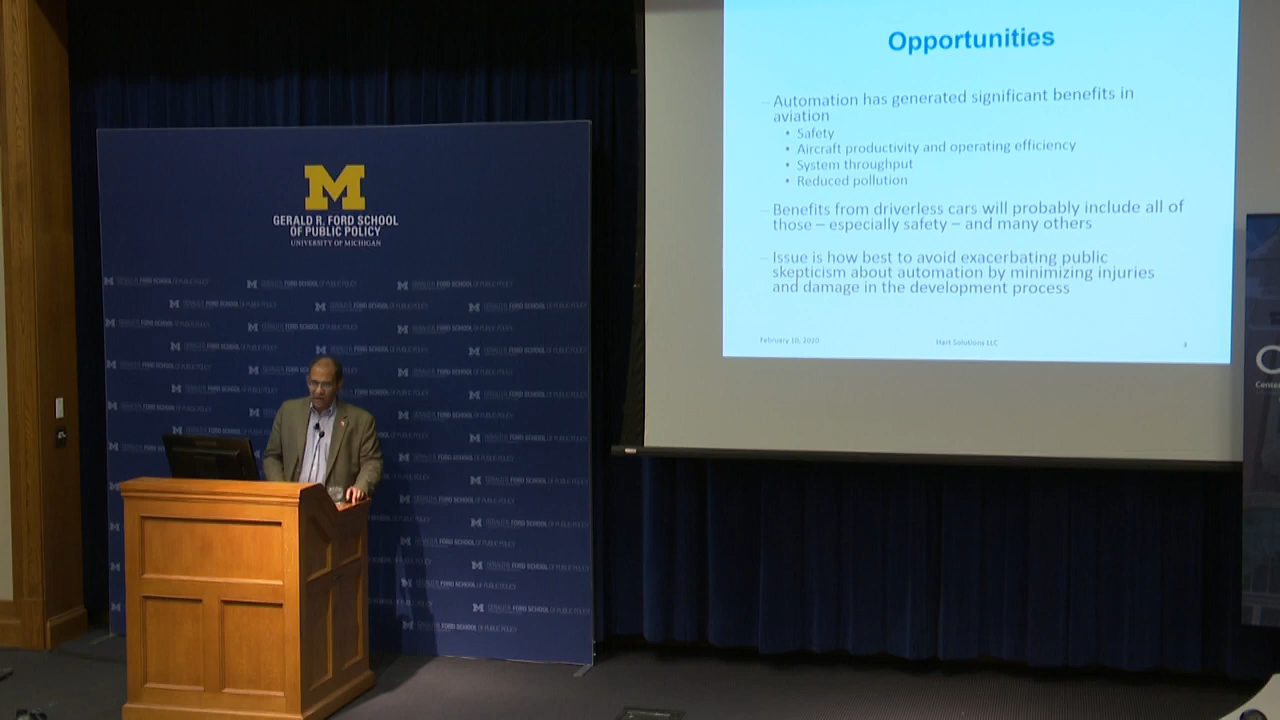 M
GERALD R. FORD SCHOOL
OF PUBLIC POLICY
UNIVERSITY OF MICHIGAN
Opportunities
– Automation has generated significant benefits in
aviation
• Safety
• Aircraft productivity and operating efficiency
• System throughput
• Reduced pollution
– Benefits from driverless cars will probably include all of
those – especially safety – and many others
– Issue is how best to avoid exacerbating public
skepticism about automation by minimizing injuries
and damage in the development process
February 10, 2020
Hart Solutions LLC